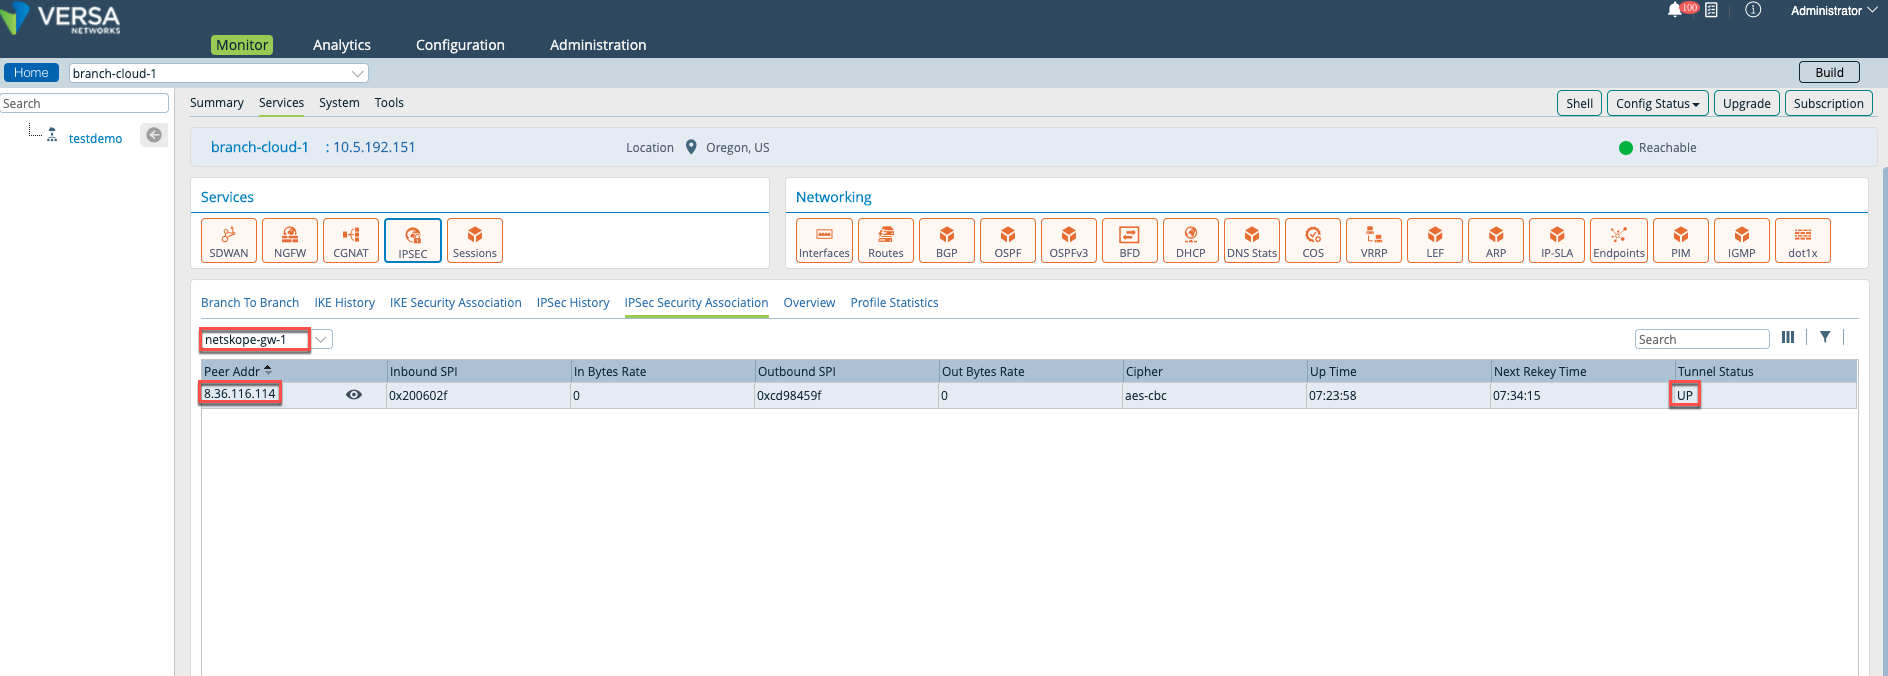 VERSA
NETWORKS
100
Administrator
Monitor Analytics Configuration Administration
Home branch-cloud-1 Build
Search
testdemo
Summary Services System Tools Shell Config Status Upgrade Subscription
branch-cloud-1 : 10.5.192.151 Location Oregon, US Reachable
Services
SDWAN NGFW CGNAT IPSEC Sessions
Networking
Interfaces Routes BGP OSPF OSPFv3 BFD DHCP DNS Stats COS VRRP LEF ARP IP-SLA Endpoints PIM IGMP dot1x
Branch To Branch IKE History IKE Security Association IPSec History IPSec Security Association Overview Profile Statistics
netskope-gw-1 Search
Peer Addr Inbound SPI In Bytes Rate Outbound SPI Out Bytes Rate Cipher Up Time Next Rekey Time Tunnel Status
8.36.116.114 0x200602f 0 0xcd98459f 0 aes-cbc 07:23:58 07:34:15 UP